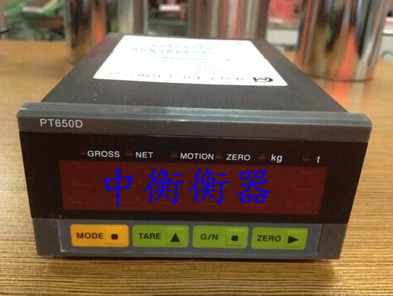 PT650D
GROSS NET MOTION ZERO kg t
中衡衡器
MODE TARE G/N ZERO